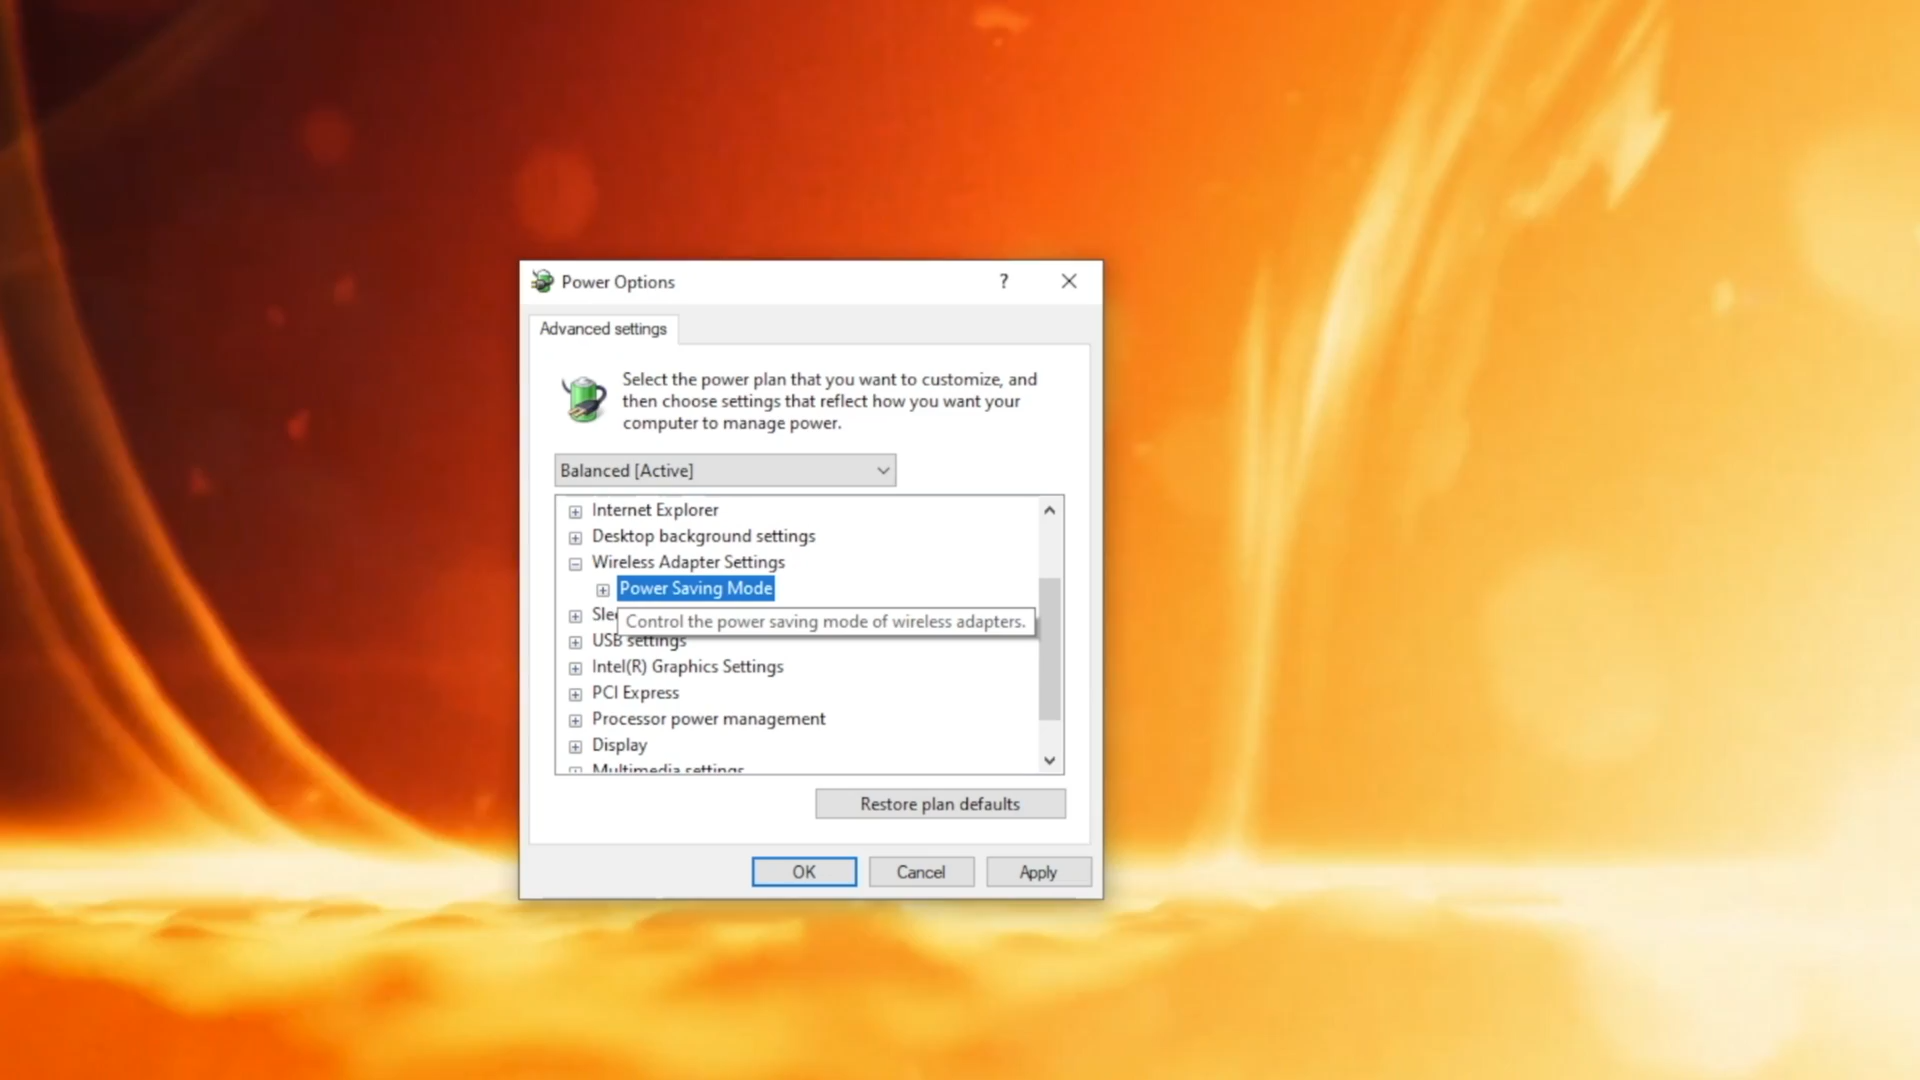 Power Options
?
Advanced settings
Select the power plan that you want to customize, and
then choose settings that reflect how you want your
computer to manage power.
Balanced [Active]
Internet Explorer
Desktop background settings
Wireless Adapter Settings
Power Saving Mode
Control the power saving mode of wireless adapters.
USB settings
Intel(R) Graphics Settings
PCI Express
Processor power management
Display
Multimedia settings
Restore plan defaults
OK Cancel Apply